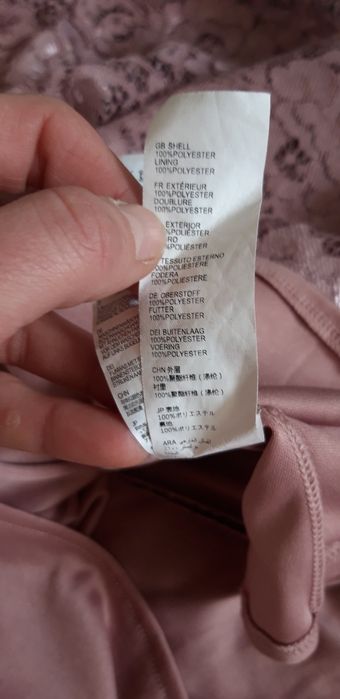 GB SHELL
100%POLYESTER
LINING
100%POLYESTER
FR EXTÉRIEUR
100%POLYESTER
DOUBLURE
100%POLYESTER
EXTERIOR
%POLIÉSTER
RO
%POLIÉSTER
TESSUTO ESTERNO
100%POLIESTERE
FODERA
100%POLIESTERE
DE OBERSTOFF
100%POLYESTER
FUTTER
100%POLYESTER
DEI BUITENLAAG
100%POLYESTER
VOERING
100%POLYESTER
CHN 外層
100%聚酯纤维（涤纶）
衬里
100%聚酯纤维（涤纶）
JP 表地
100%ポリエステル
裏地
100%ポリエステル
ARA